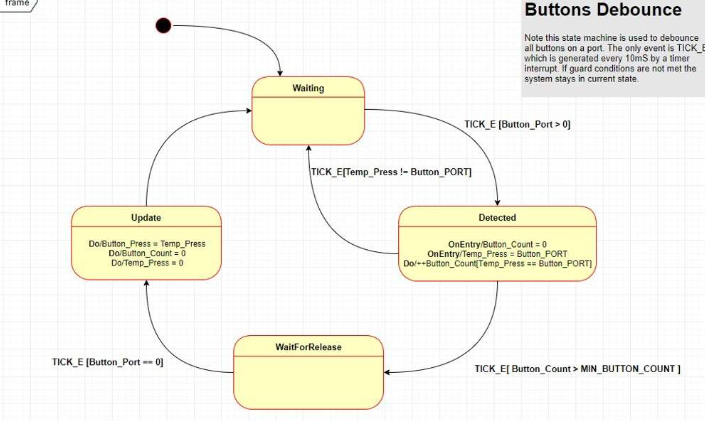 frame
Buttons Debounce
Note this state machine is used to debounce
all buttons on a port. The only event is TICK_E
which is generated every 10mS by a timer
interrupt. If guard conditions are not met the
system stays in current state.
Waiting
TICK_E [Button_Port > 0]
TICK_E[Temp_Press != Button_PORT]
Update
Do/Button_Press = Temp_Press
Do/Button_Count = 0
Do/Temp_Press = 0
Detected
OnEntry/Button_Count = 0
OnEntry/Temp_Press = Button_PORT
Do/++Button_Count[Temp_Press == Button_PORT]
WaitForRelease
TICK_E [Button_Port == 0]
TICK_E[ Button_Count > MIN_BUTTON_COUNT ]